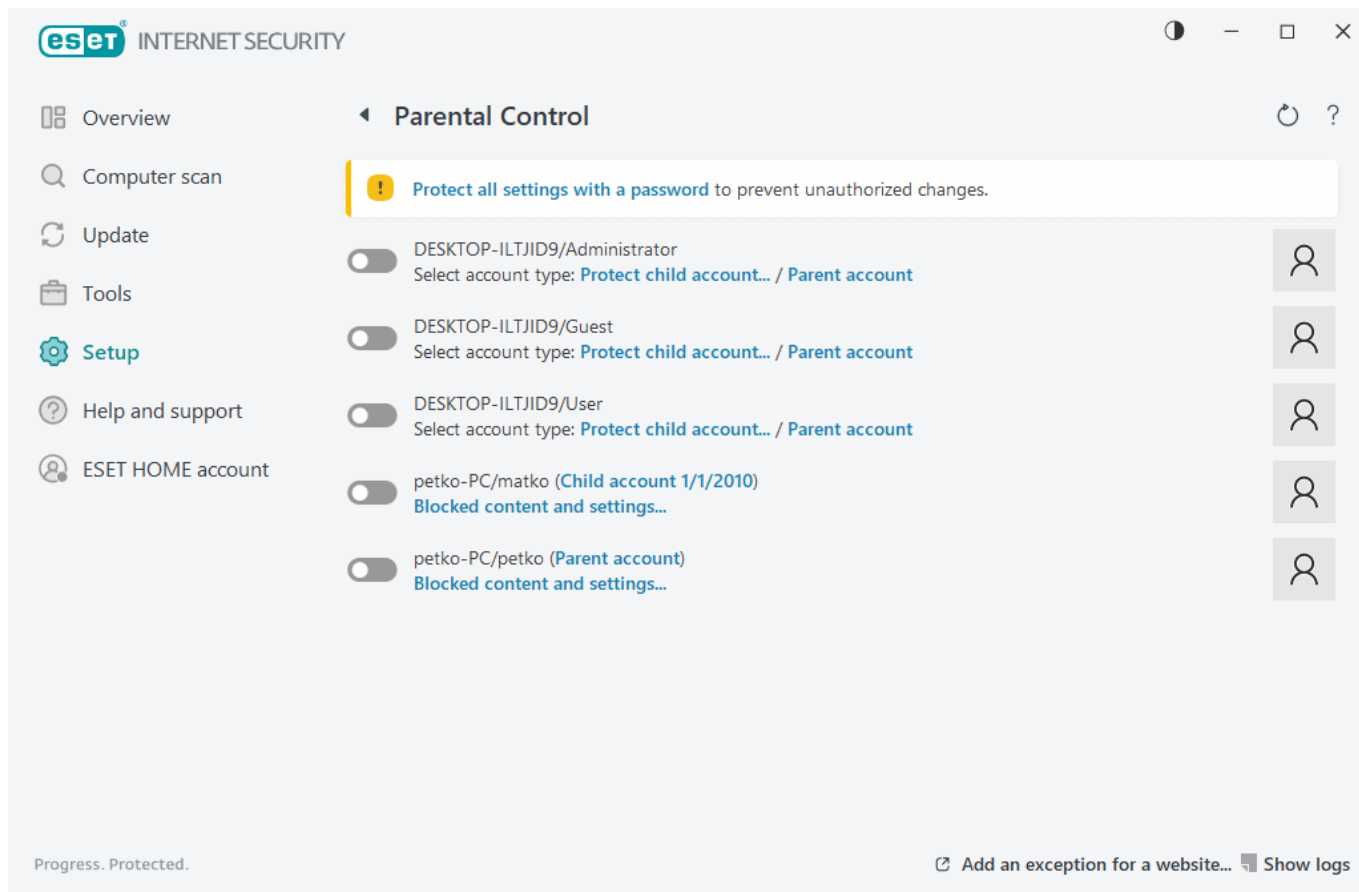 eset® INTERNET SECURITY
Overview
Computer scan
Update
Tools
Setup
Help and support
ESET HOME account
Parental Control
?
! Protect all settings with a password to prevent unauthorized changes.
DESKTOP-ILTJID9/Administrator
Select account type: Protect child account... / Parent account
DESKTOP-ILTJID9/Guest
Select account type: Protect child account... / Parent account
DESKTOP-ILTJID9/User
Select account type: Protect child account... / Parent account
petko-PC/matko (Child account 1/1/2010)
Blocked content and settings...
petko-PC/petko (Parent account)
Blocked content and settings...
Progress. Protected.
Add an exception for a website... Show logs